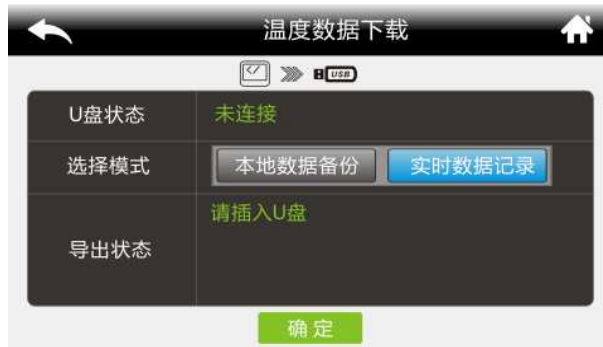 温度数据下载
USB
U盘状态 未连接
选择模式 本地数据备份 实时数据记录
请插入U盘
导出状态
确定